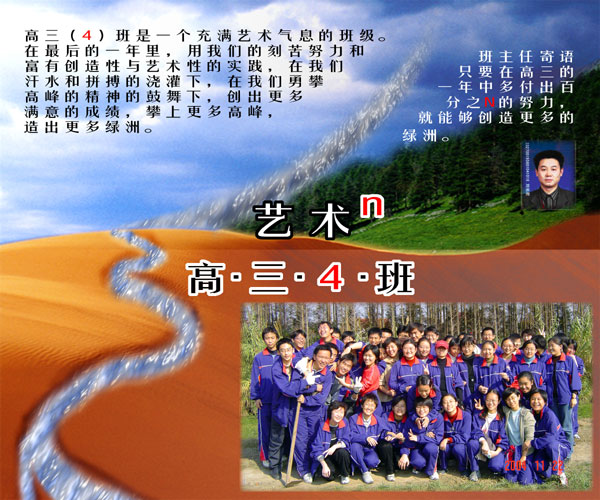 高三（4）班是一个充满艺术气息的班级。
在最后的一年里，用我们的刻苦努力和
富有创造性与艺术性的实践，在我们
汗水和拼搏的浇灌下，在我们勇攀
高峰的精神的鼓舞下，创出更多
满意的成绩，攀上更多高峰，
造出更多绿洲。
班主任寄语
只要在高三的
一年中多付出百
分之N的努力，
就能够创造更多的
绿洲。
艺术n
高·三·4·班